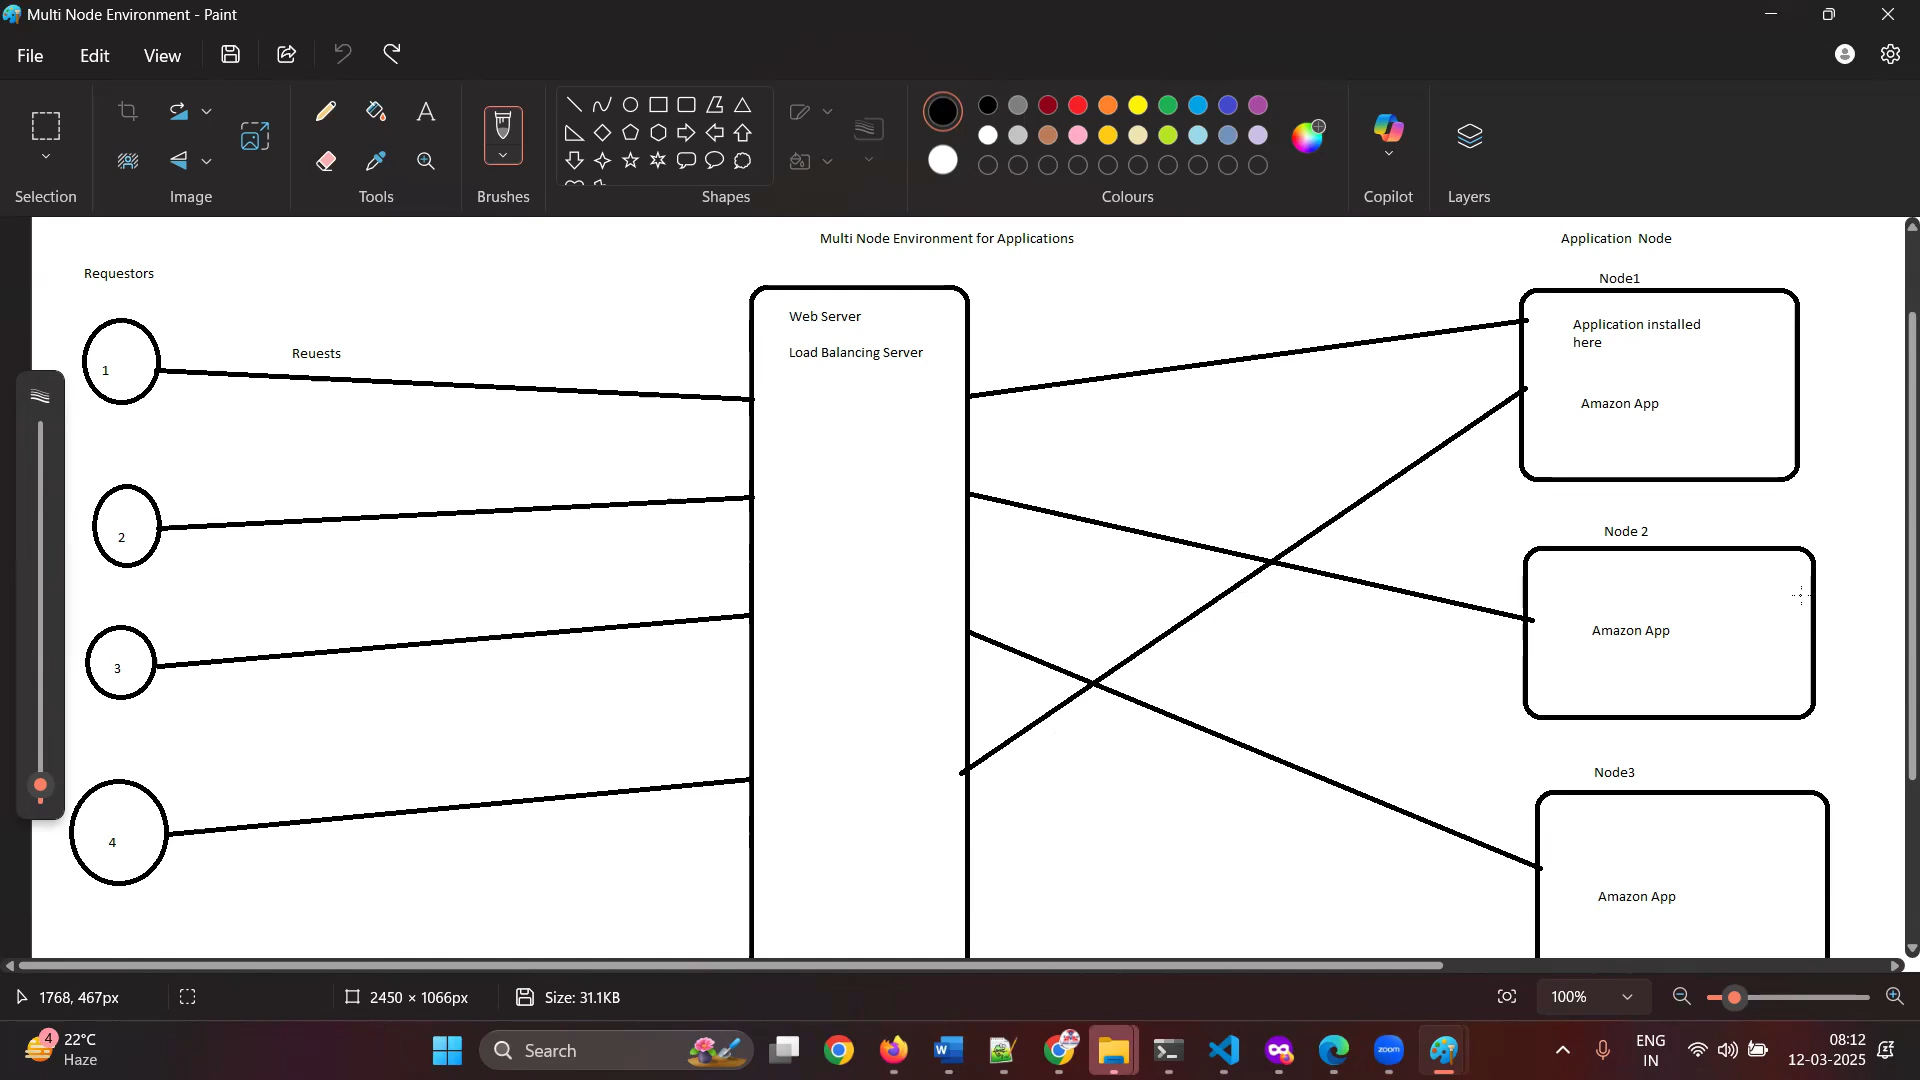 Multi Node Environment - Paint
File Edit View
Selection Image Tools Brushes Shapes Colours Copilot Layers
Multi Node Environment for Applications
Application  Node
Requestors
Node1
Web Server
Application installed
here
Reuests
Load Balancing Server
1
Amazon App
2
Node 2
Amazon App
3
Node3
4
Amazon App
1768, 467px
2450 × 1066px
Size: 31.1KB
100%
4
22°C
Haze
Search
W
zoom
ENG
IN
08:12
12-03-2025